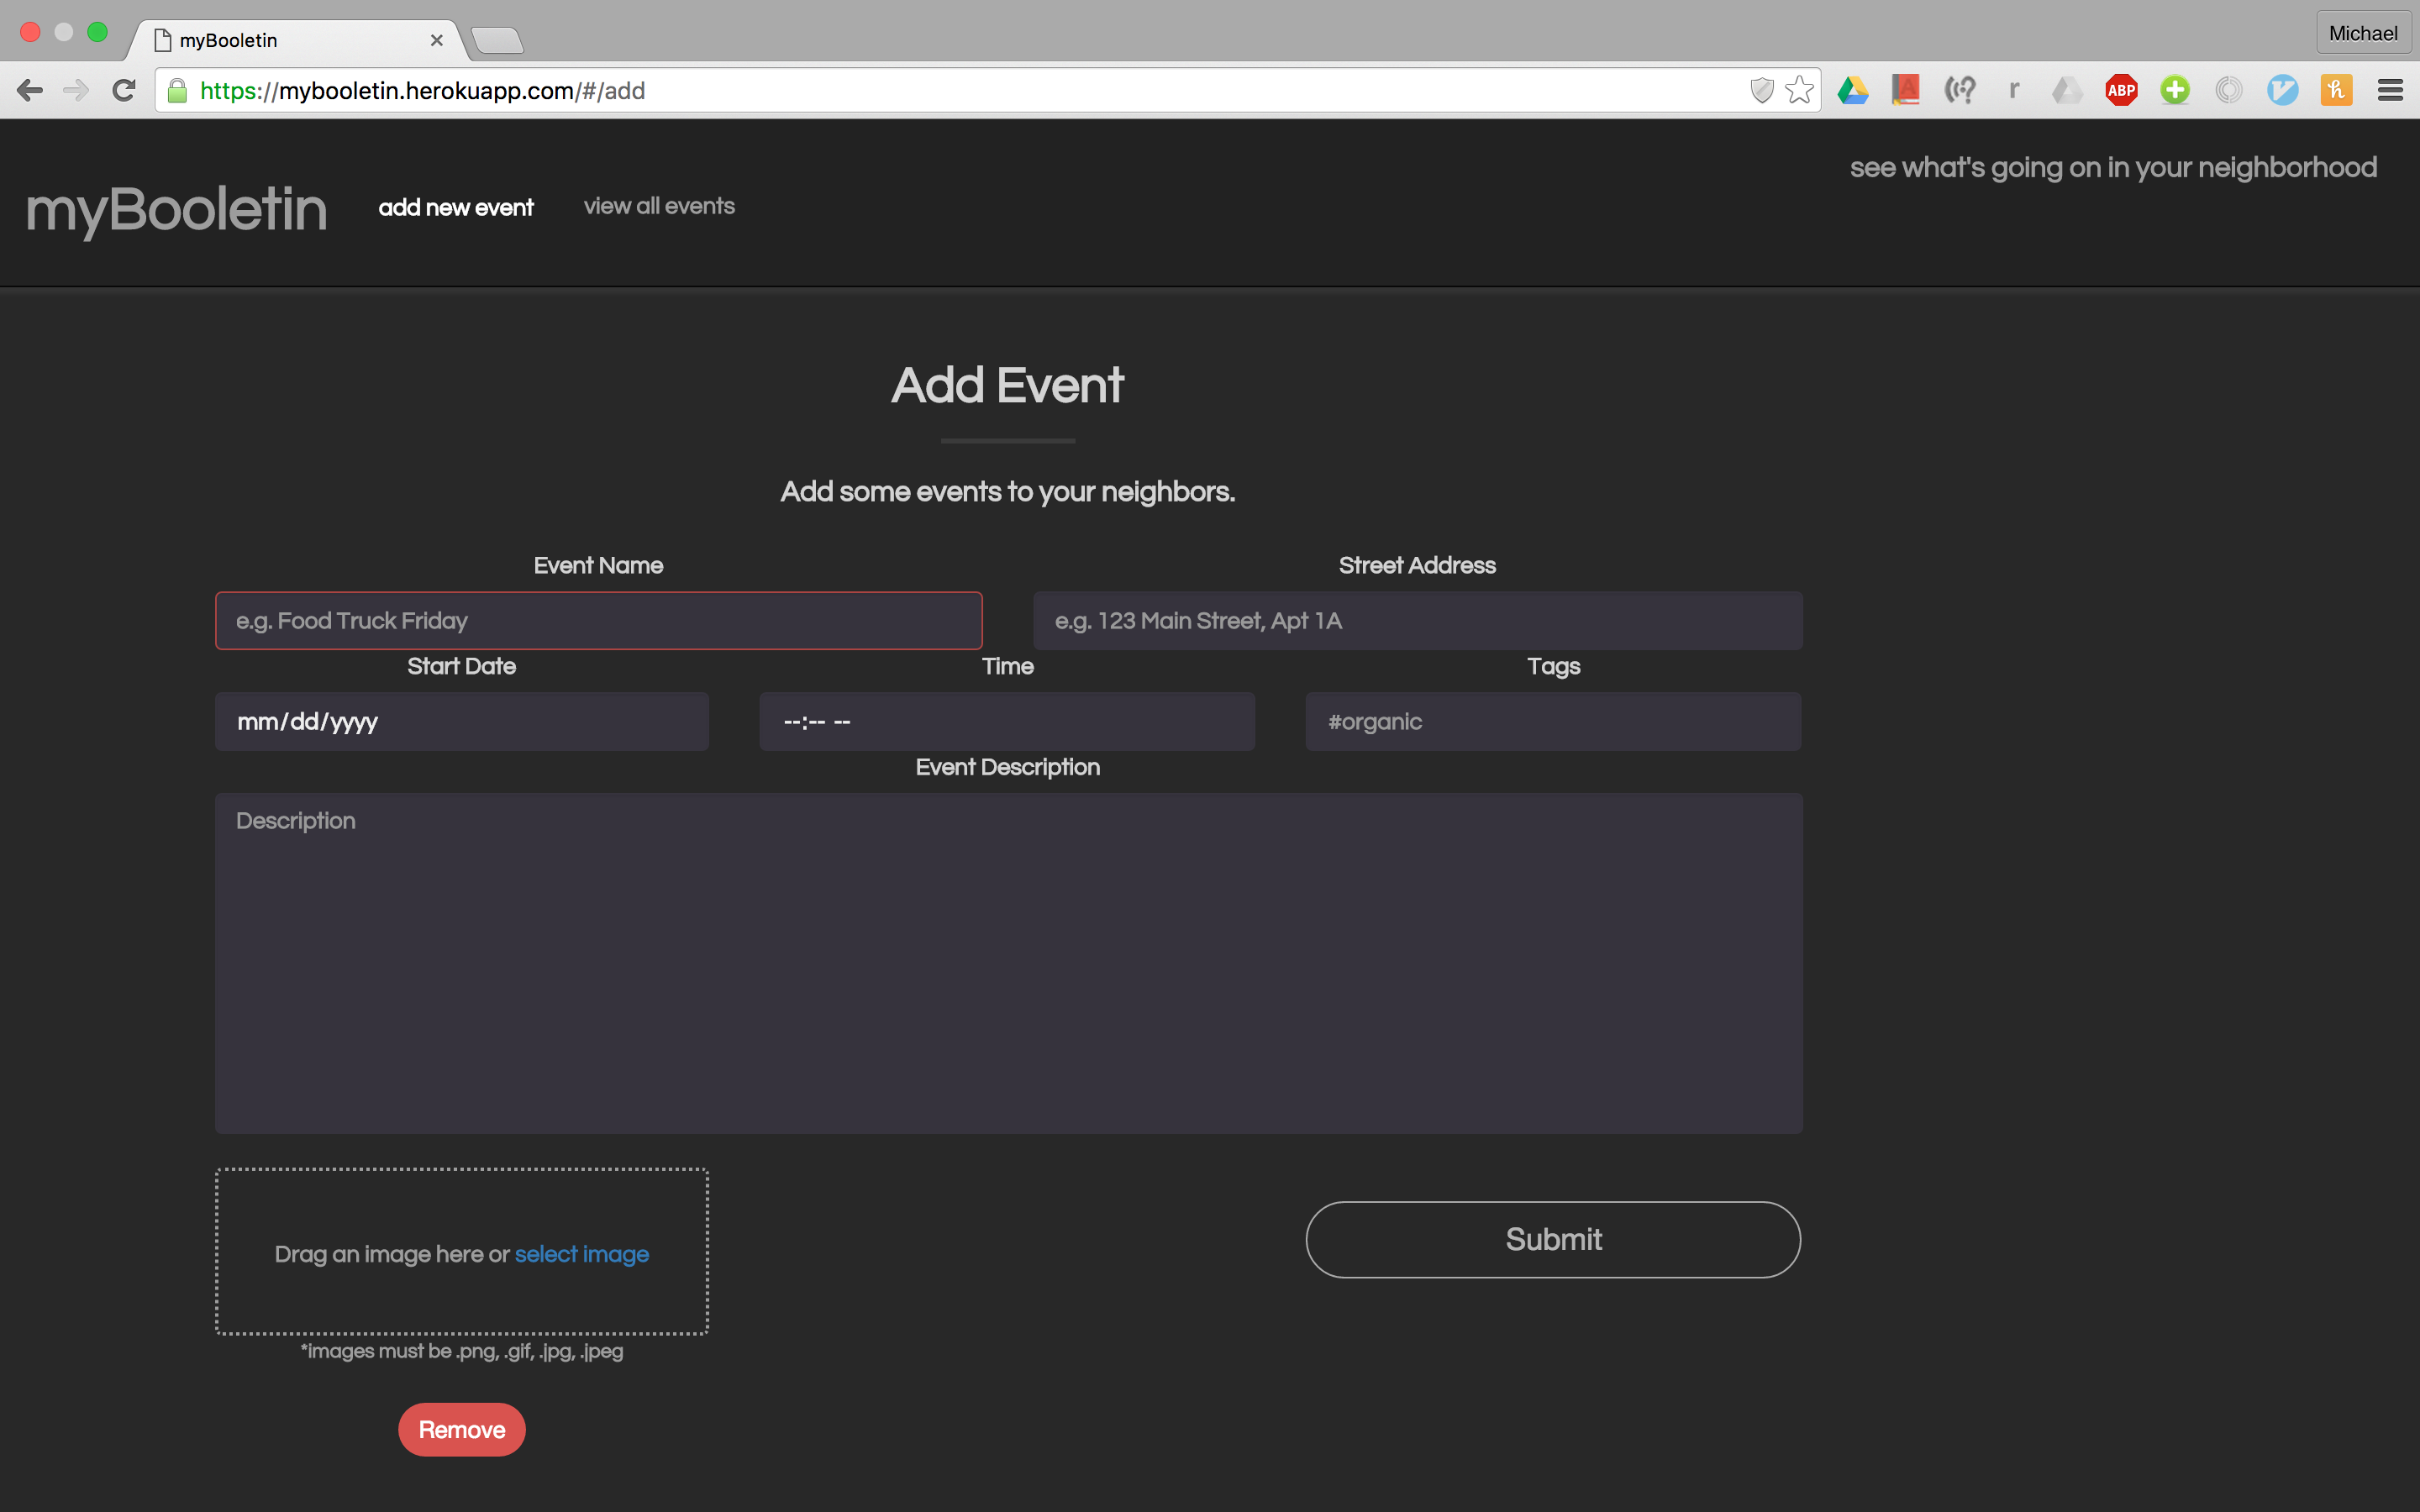 myBooletin
Michael
https://mybooletin.herokuapp.com/#/add
ABP
see what's going on in your neighborhood
myBooletin
add new event
view all events
Add Event
Add some events to your neighbors.
Event Name
Street Address
e.g. Food Truck Friday
e.g. 123 Main Street, Apt 1A
Start Date
Time
Tags
mm/dd/yyyy
--:-- --
#organic
Event Description
Description
Drag an image here or select image
Submit
*images must be .png, .gif, .jpg, .jpeg
Remove